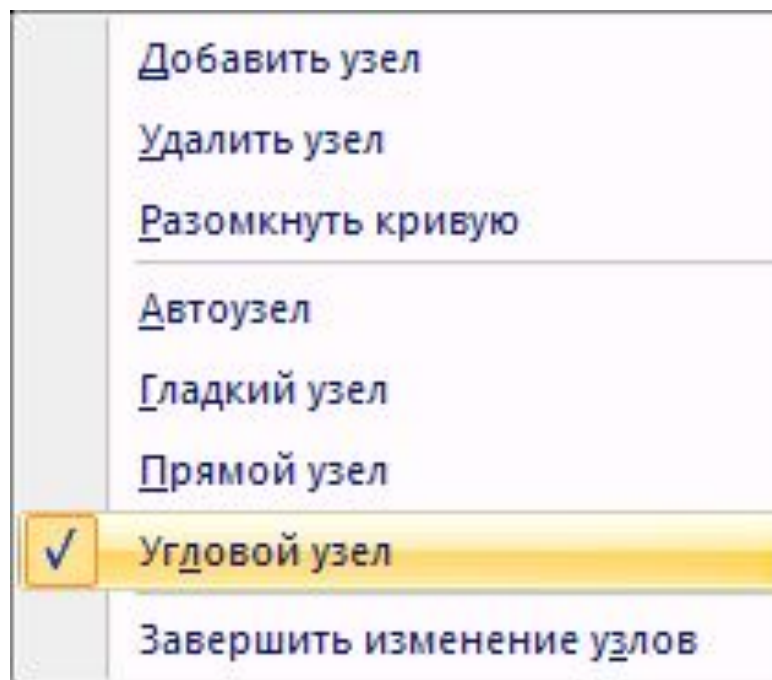 Добавить узел
Удалить узел
Разомкнуть кривую
Автоузел
Гладкий узел
Прямой узел
Угловой узел
Завершить изменение узлов